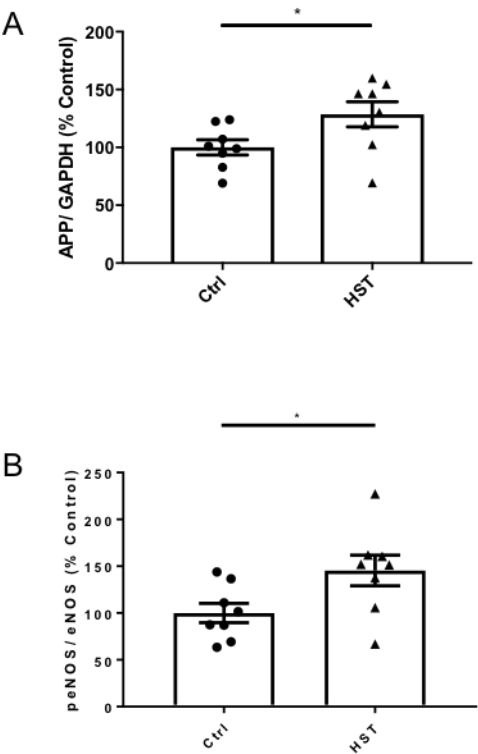 A
*
APP/ GAPDH (% Control)
200
150
100
50
0
Ctrl
HST
B
*
peNOS/ eNOS (% Control)
250
200
150
100
50
0
Ctrl
HST